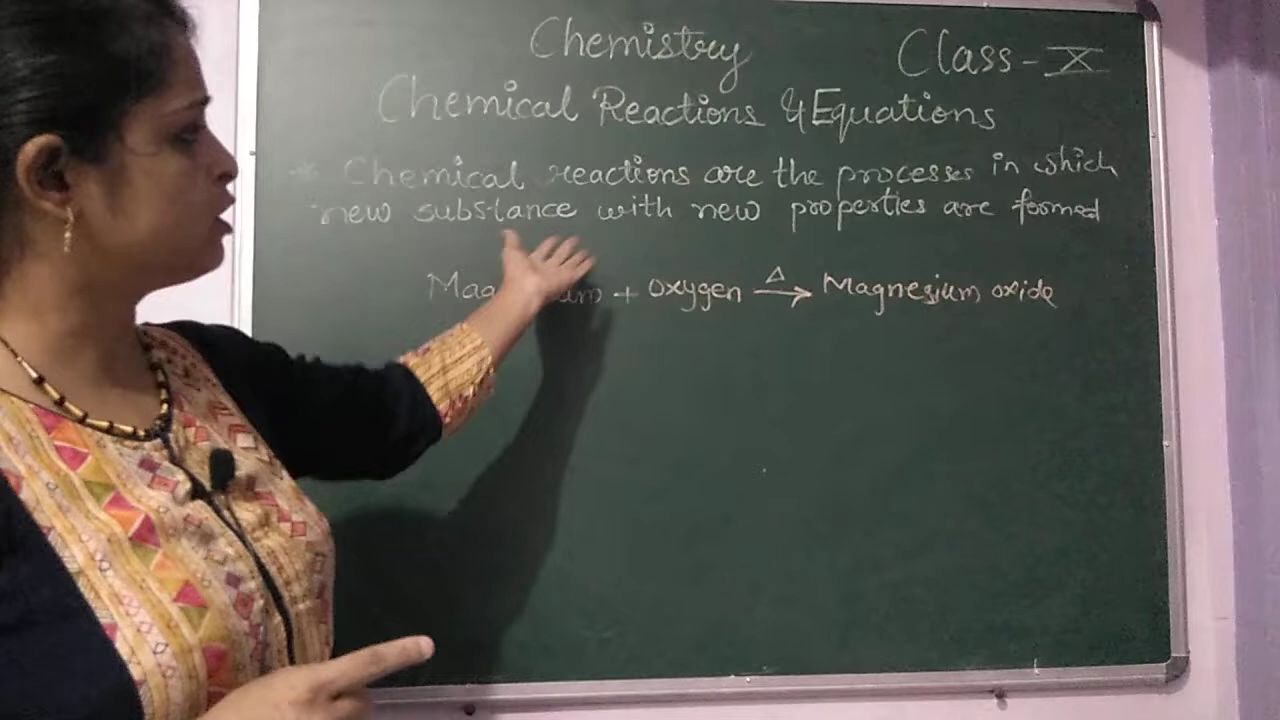 Chemistry Class-X
Chemical Reactions & Equations
* Chemical reactions are the processes in which
new substance with new properties are formed
+ Oxygen Δ→ Magnesium oxide